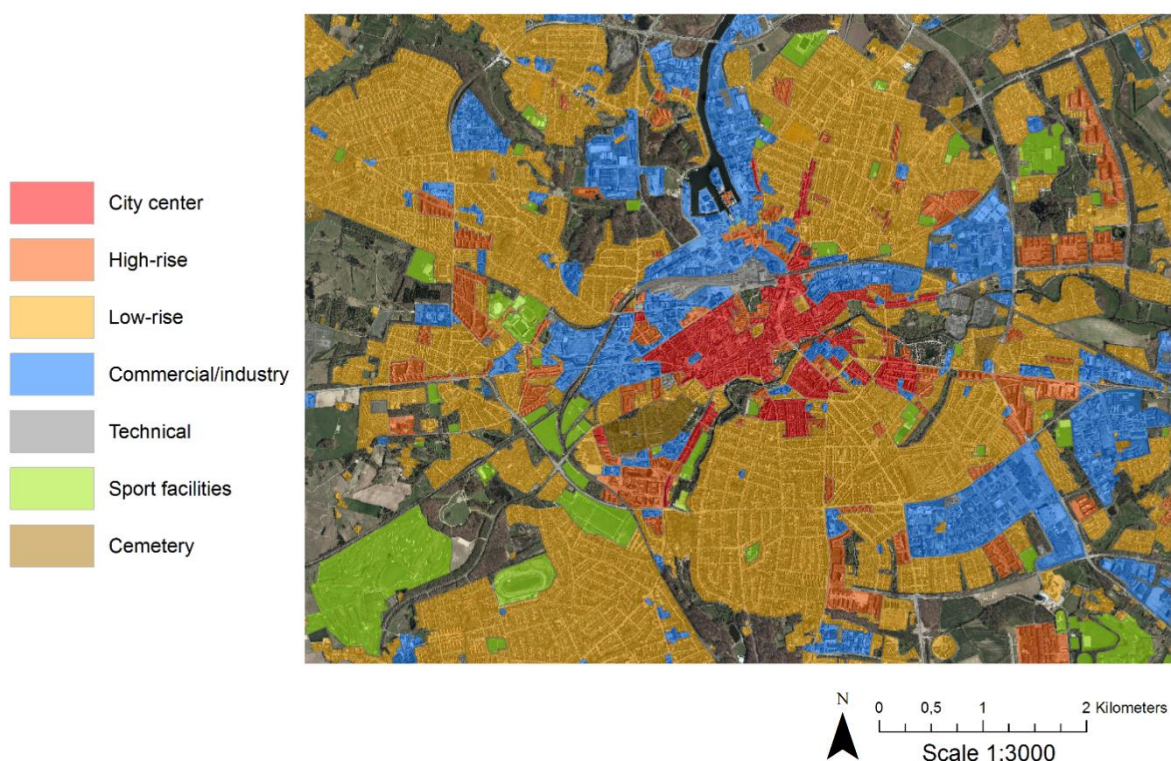 City center
High-rise
Low-rise
Commercial/industry
Technical
Sport facilities
Cemetery
N
0 0,5 1 2 Kilometers
Scale 1:3000